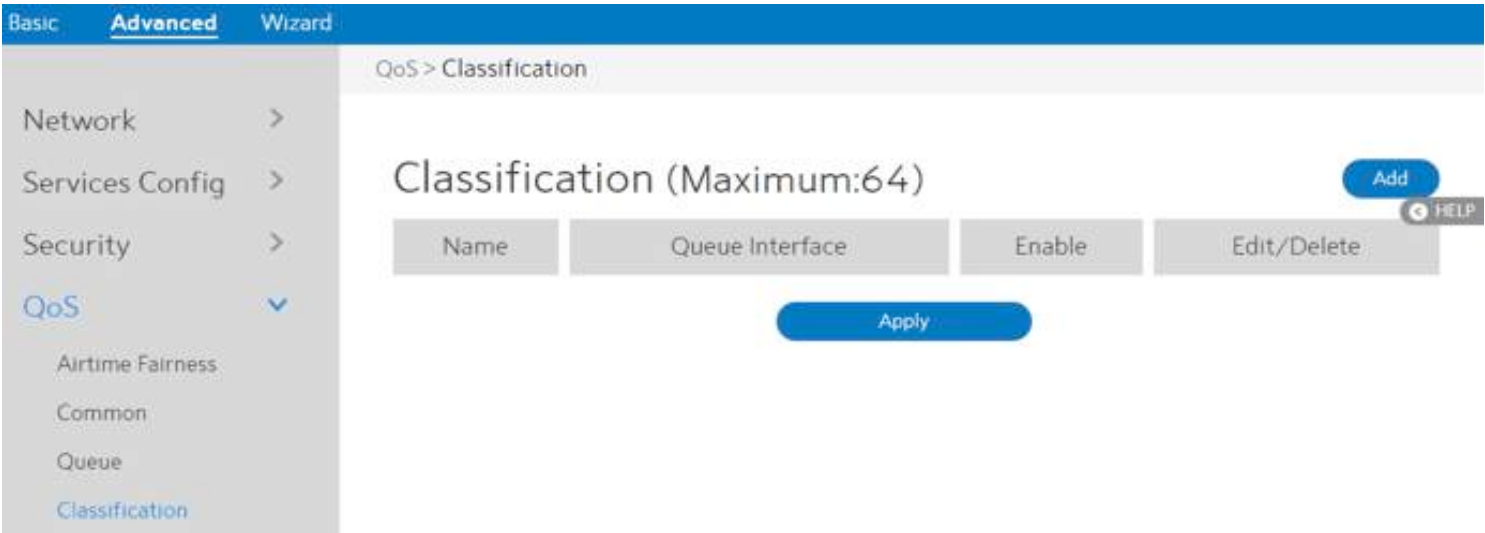 Basic Advanced Wizard
QoS > Classification
Network
Services Config
Security
QoS
Airtime Fairness
Common
Queue
Classification
Classification (Maximum:64)
Add
HELP
Name Queue Interface Enable Edit/Delete
Apply